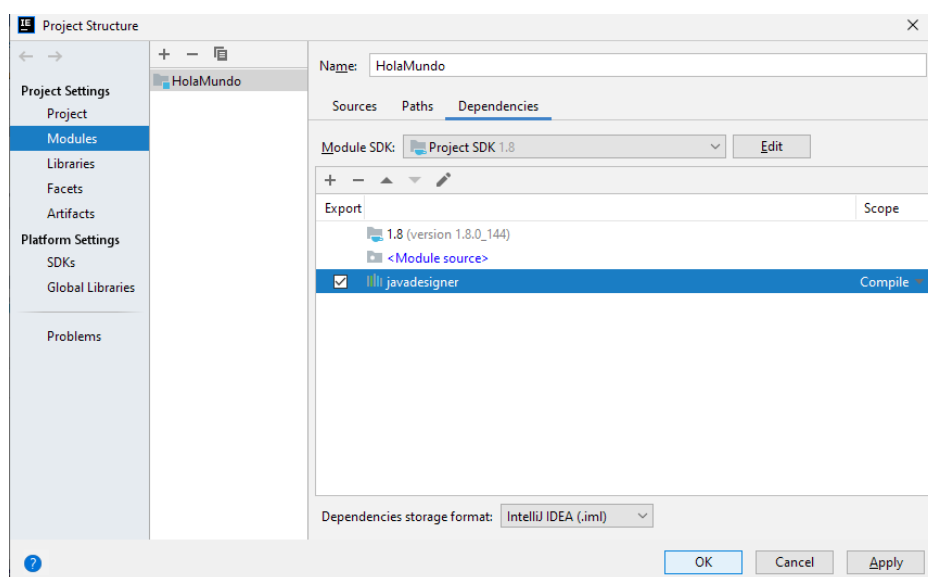 Project Structure
Project Settings
Project
Modules
Libraries
Facets
Artifacts
Platform Settings
SDKs
Global Libraries
Problems
HolaMundo
Name: HolaMundo
Sources Paths Dependencies
Module SDK: Project SDK 1.8 Edit
Export Scope
1.8 (version 1.8.0_144)
<Module source>
javadesigner Compile
Dependencies storage format: IntelliJ IDEA (.iml)
? OK Cancel Apply